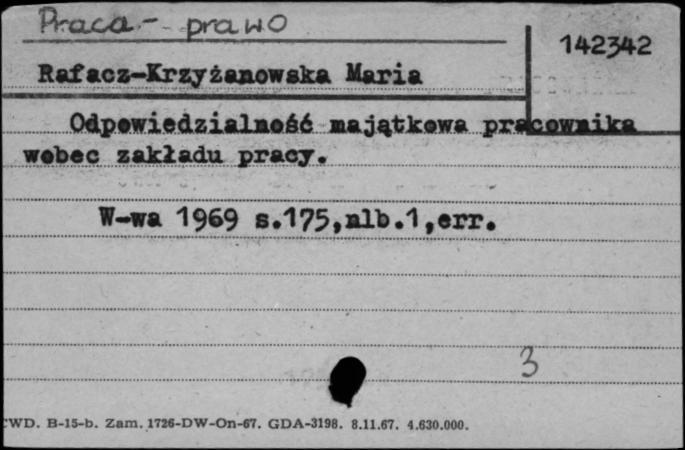 Praca - prawo
142342
Rafacz-Krzyżanowska Maria
Odpowiedzialność majątkowa pracownika
wobec zakładu pracy.
W-wa 1969 s.175,nlb.1,err.
3
CWD. B-15-b. Zam. 1726-DW-On-67. GDA-3198. 8.11.67. 4.630.000.